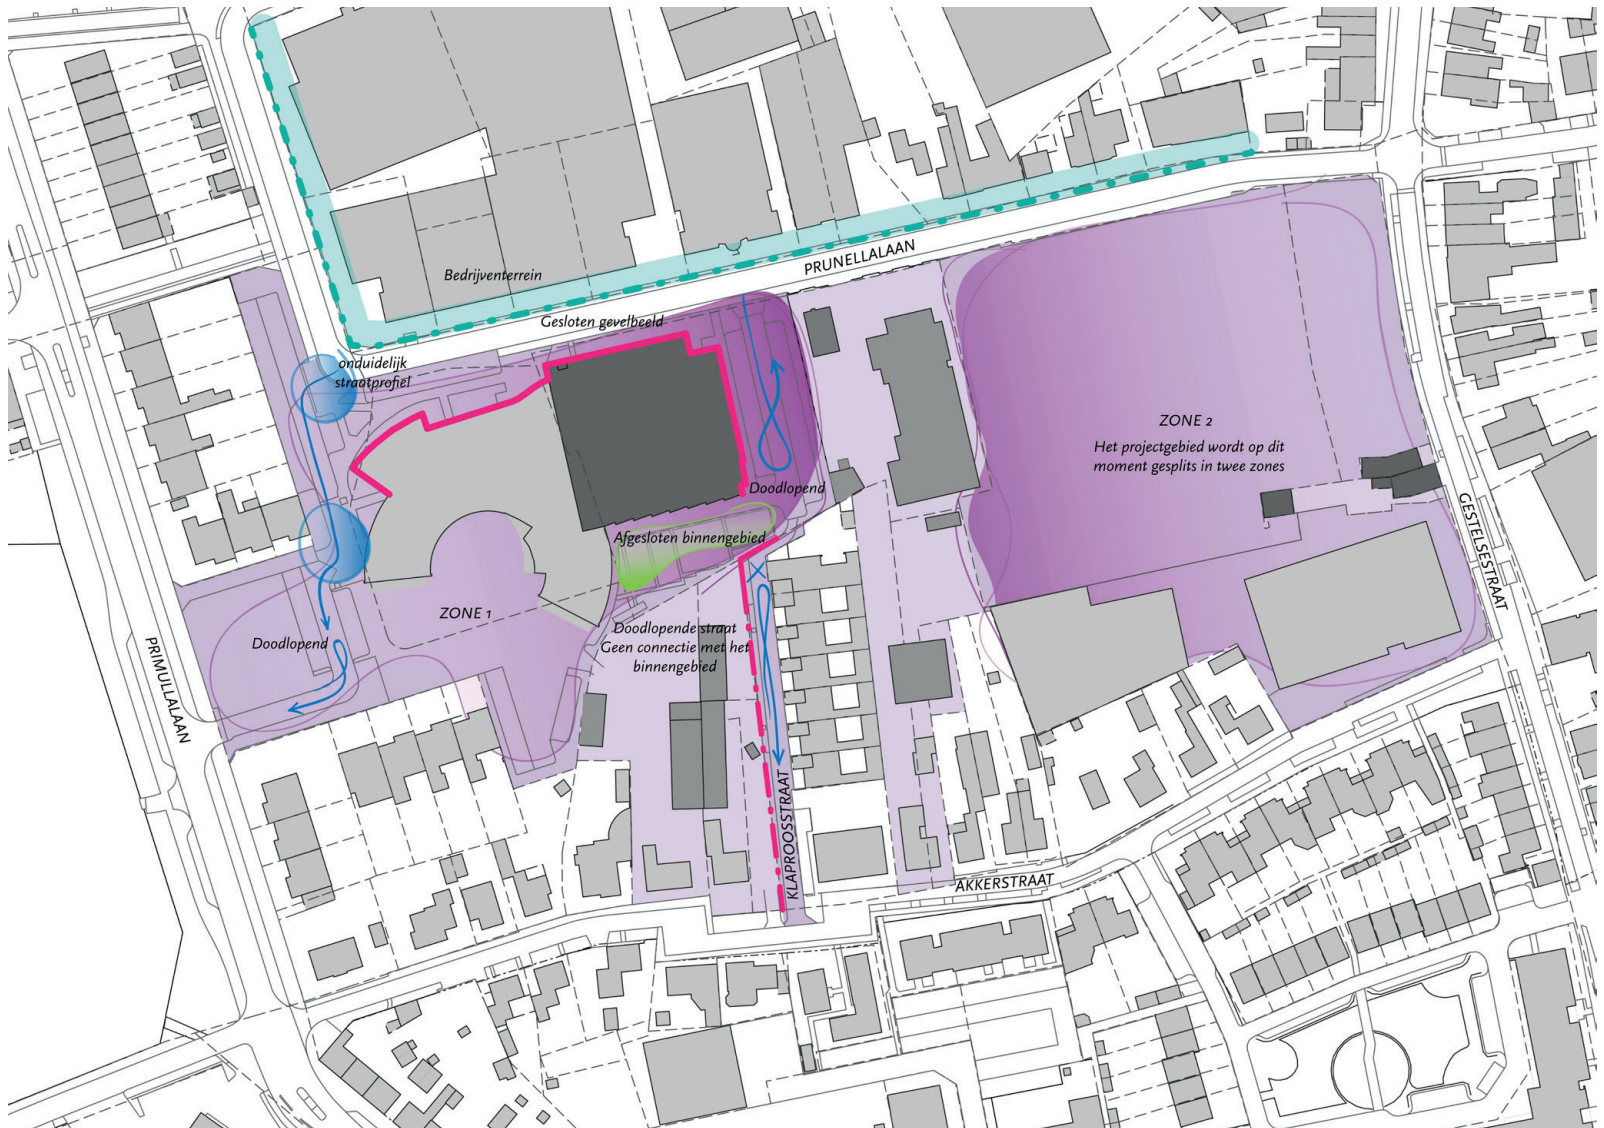 PRUNELLALAAN
Bedrijventerrein
Gesloten gevelbeeld
onduidelijk
straatprofiel
ZONE 2
Het projectgebied wordt op dit
moment gesplits in twee zones
Doodlopend
Afgesloten binnengebied
GESTELSESTRAAT
ZONE 1
Doodlopende straat
Geen connectie met het
binnengebied
Doodlopend
PRIMULLALAAN
KLAPROOSSTRAAT
AKKERSTRAAT